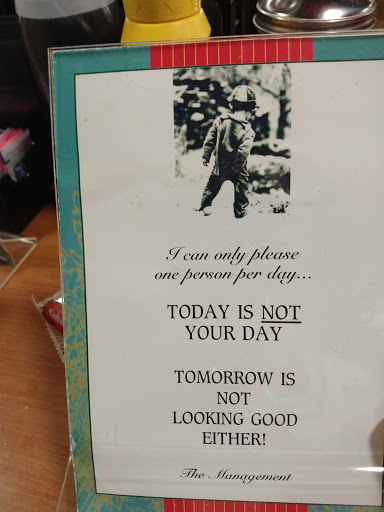 I can only please
one person per day...
TODAY IS NOT
YOUR DAY
TOMORROW IS
NOT
LOOKING GOOD
EITHER!
The Management